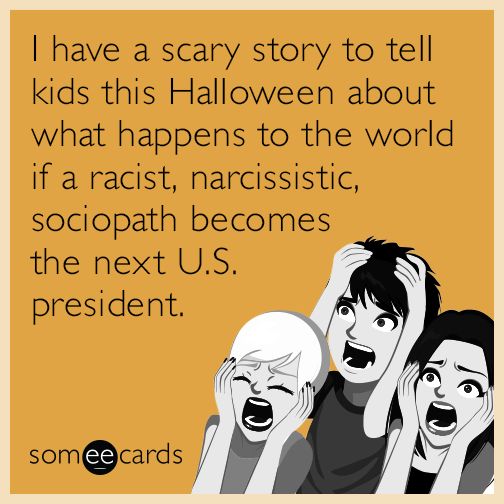 I have a scary story to tell
kids this Halloween about
what happens to the world
if a racist, narcissistic,
sociopath becomes
the next U.S.
president.
someecards